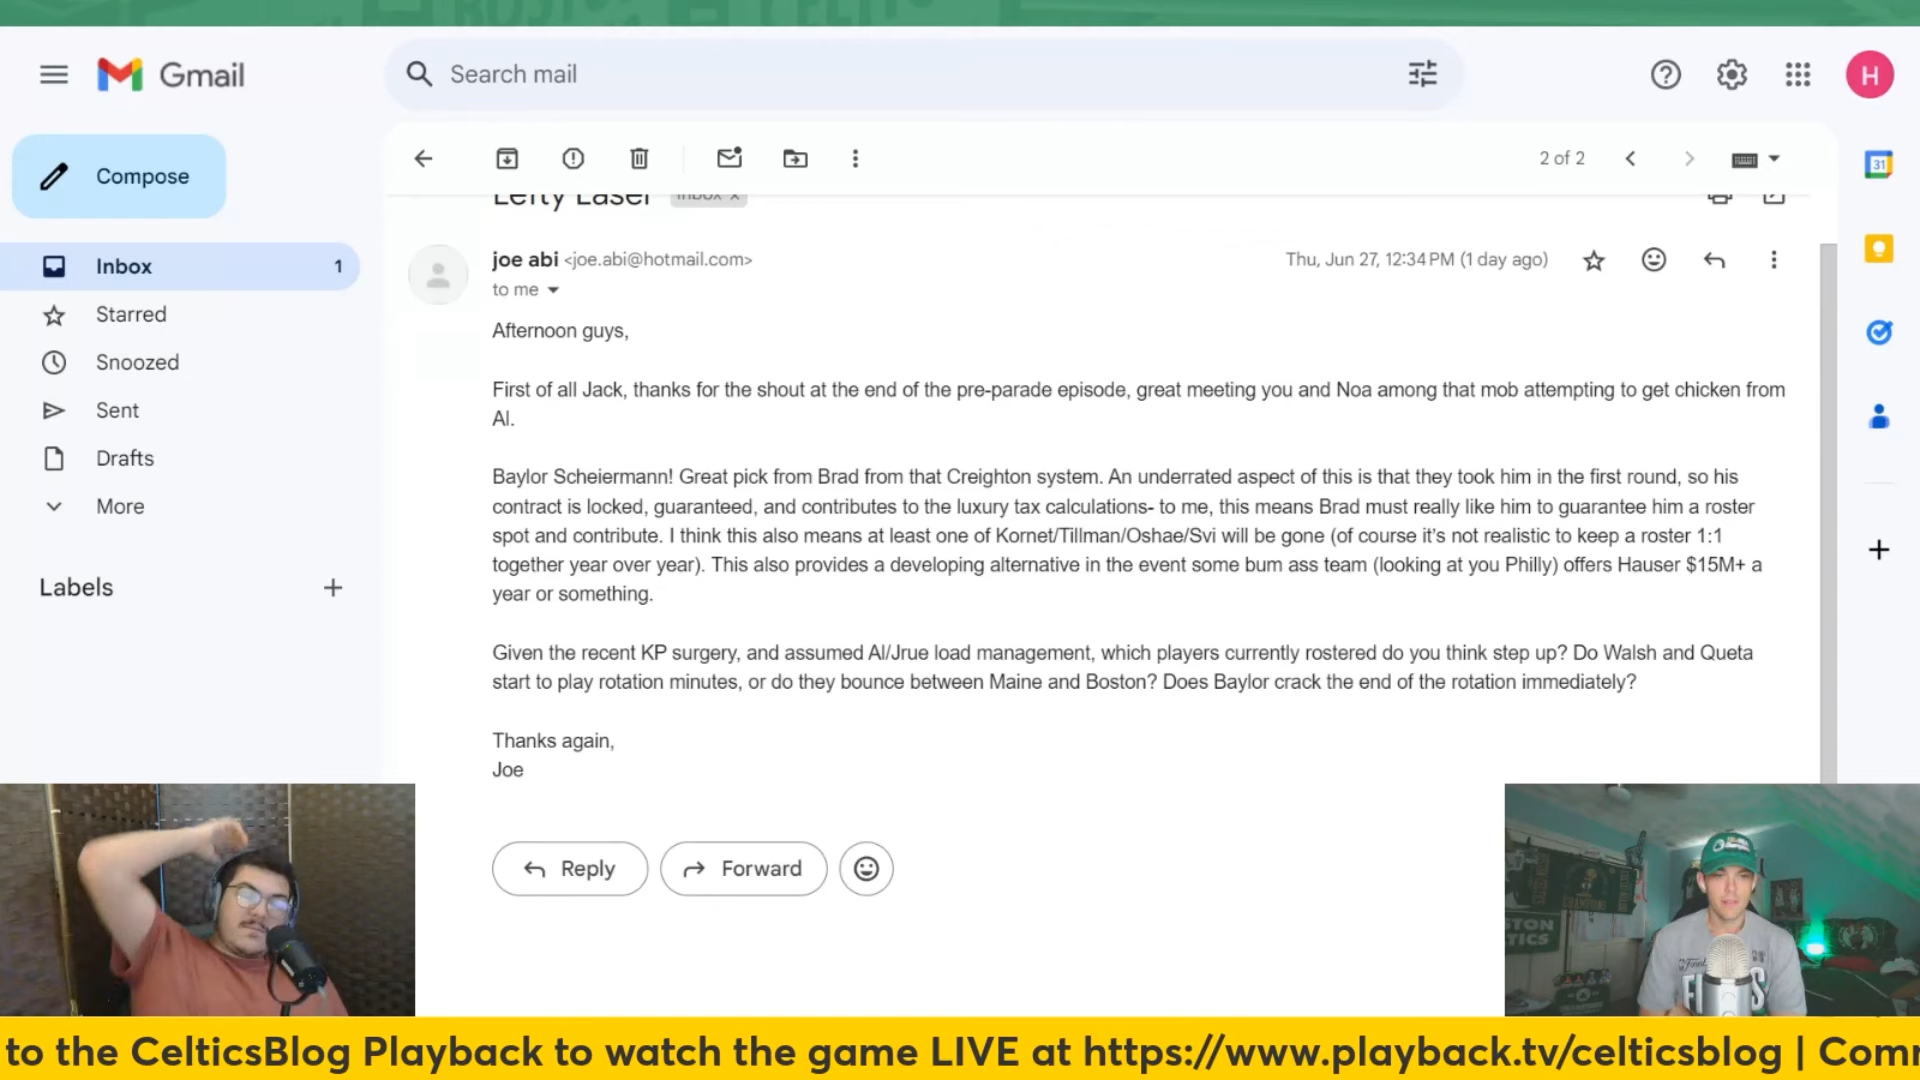 BOSTON CELTIC
Gmail
Search mail
H
Compose
2 of 2
31
Lefty Laser Inbox x
Inbox 1
joe abi <joe.abi@hotmail.com>
Thu, Jun 27, 12:34 PM (1 day ago)
to me
Starred
Afternoon guys,
Snoozed
First of all Jack, thanks for the shout at the end of the pre-parade episode, great meeting you and Noa among that mob attempting to get chicken from
Al.
Sent
Drafts
Baylor Scheiermann! Great pick from Brad from that Creighton system. An underrated aspect of this is that they took him in the first round, so his
More
contract is locked, guaranteed, and contributes to the luxury tax calculations- to me, this means Brad must really like him to guarantee him a roster
spot and contribute. I think this also means at least one of Kornet/Tillman/Oshae/Svi will be gone (of course it's not realistic to keep a roster 1:1
together year over year). This also provides a developing alternative in the event some bum ass team (looking at you Philly) offers Hauser $15M+ a
Labels
year or something.
Given the recent KP surgery, and assumed Al/Jrue load management, which players currently rostered do you think step up? Do Walsh and Queta
start to play rotation minutes, or do they bounce between Maine and Boston? Does Baylor crack the end of the rotation immediately?
Thanks again,
Joe
Reply
Forward
CHAMPIONS
STON
TICS
to the CelticsBlog Playback to watch the game LIVE at https://www.playback.tv/celticsblog | Comm